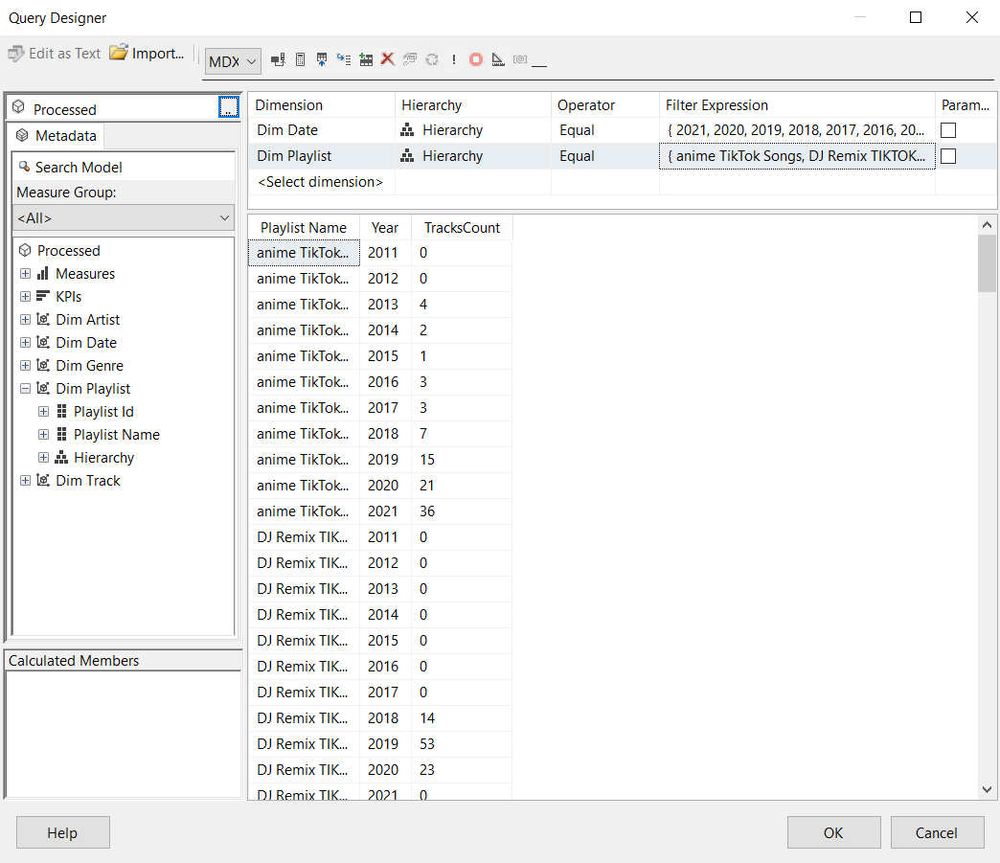 Query Designer
Edit as Text Import... MDX
Processed ..
Metadata
Search Model
Measure Group:
<All>
Processed
Measures
KPIs
Dim Artist
Dim Date
Dim Genre
Dim Playlist
Playlist Id
Playlist Name
Hierarchy
Dim Track
Calculated Members
Dimension Hierarchy Operator Filter Expression Param...
Dim Date Hierarchy Equal { 2021, 2020, 2019, 2018, 2017, 2016, 20...
Dim Playlist Hierarchy Equal { anime TikTok Songs, DJ Remix TIKTOK...
<Select dimension>
Playlist Name Year TracksCount
anime TikTok... 2011 0
anime TikTok... 2012 0
anime TikTok... 2013 4
anime TikTok... 2014 2
anime TikTok... 2015 1
anime TikTok... 2016 3
anime TikTok... 2017 3
anime TikTok... 2018 7
anime TikTok... 2019 15
anime TikTok... 2020 21
anime TikTok... 2021 36
DJ Remix TIK... 2011 0
DJ Remix TIK... 2012 0
DJ Remix TIK... 2013 0
DJ Remix TIK... 2014 0
DJ Remix TIK... 2015 0
DJ Remix TIK... 2016 0
DJ Remix TIK... 2017 0
DJ Remix TIK... 2018 14
DJ Remix TIK... 2019 53
DJ Remix TIK... 2020 23
DJ Remix TIK... 2021 0
Help OK Cancel